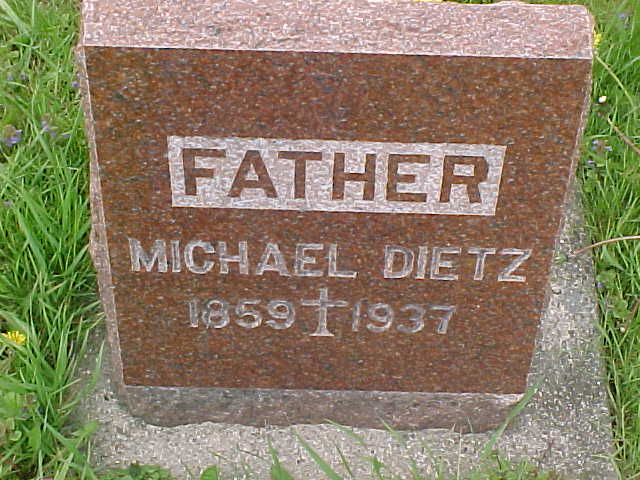 FATHER
MICHAEL DIETZ
1859 † 1937